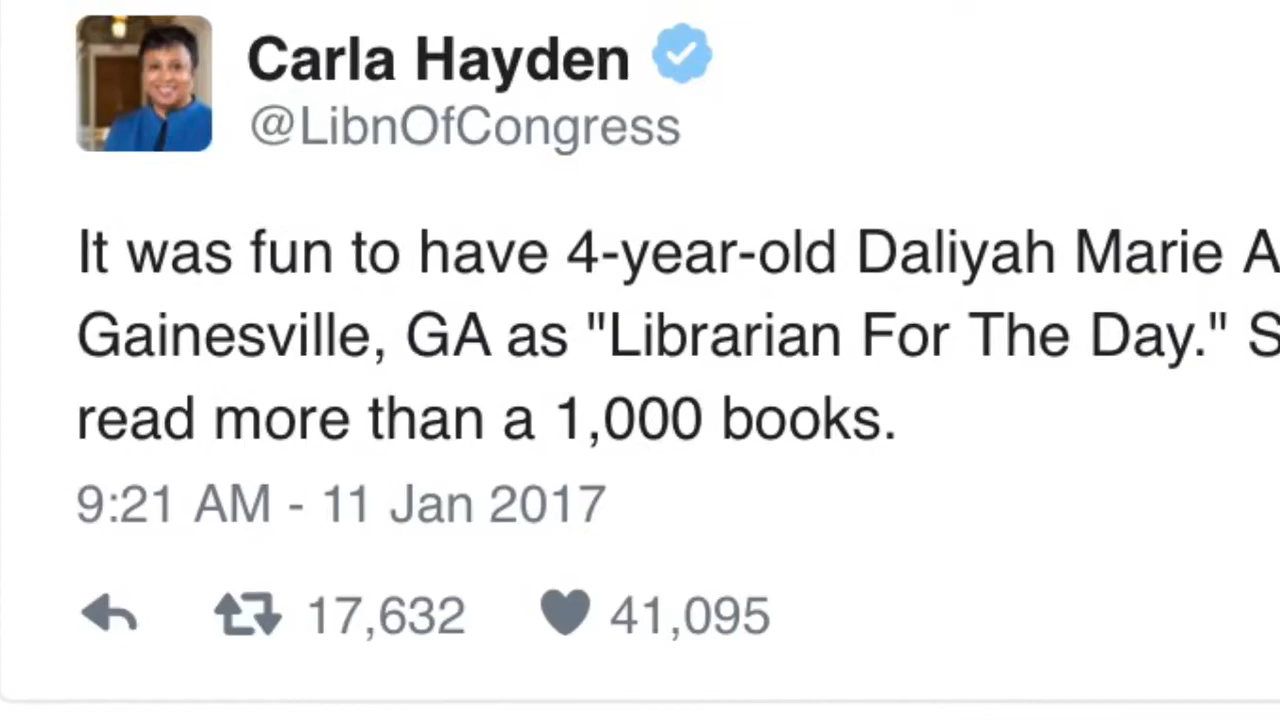 Carla Hayden
@LibnOfCongress
It was fun to have 4-year-old Daliyah Marie A
Gainesville, GA as "Librarian For The Day." S
read more than a 1,000 books.
9:21 AM - 11 Jan 2017
17,632 41,095